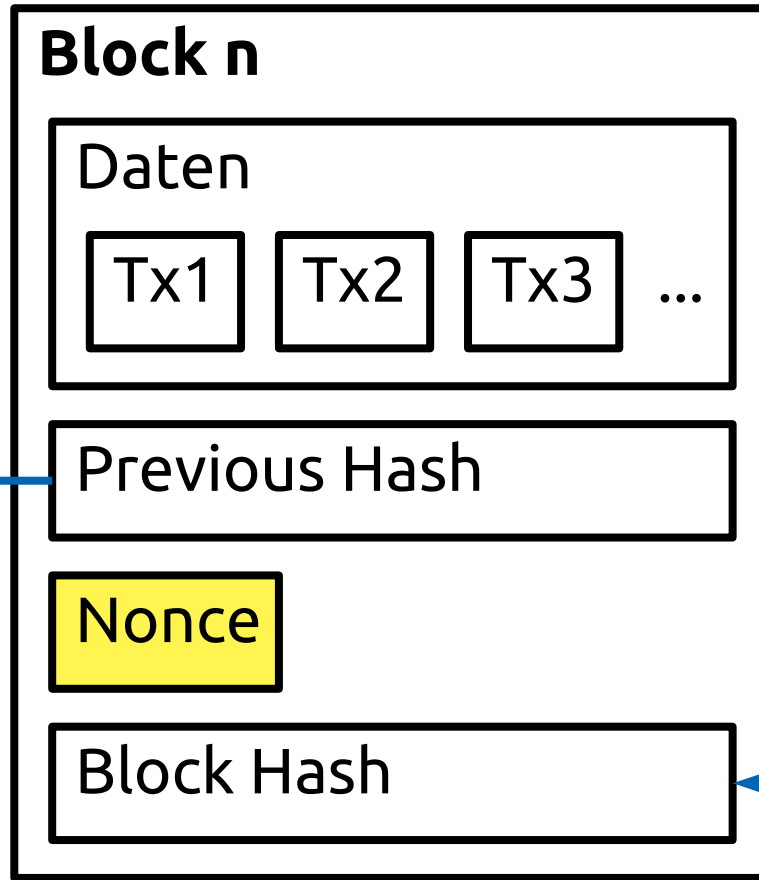 Block n
Daten
Tx1 Tx2 Tx3 ...
Previous Hash
Nonce
Block Hash